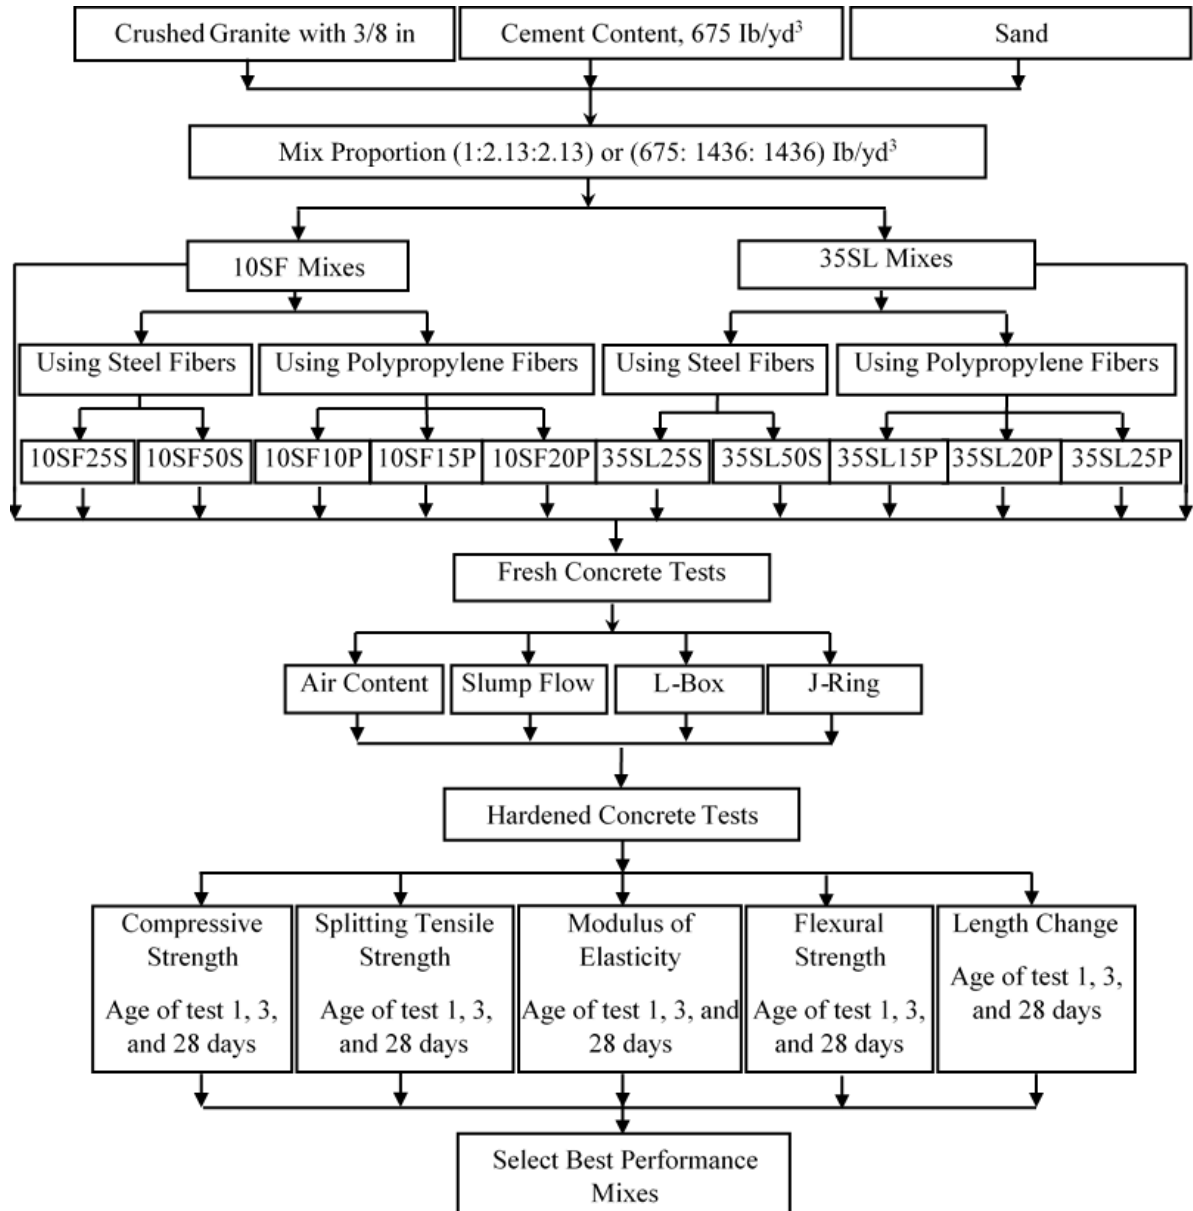 Crushed Granite with 3/8 in
Cement Content, 675 Ib/yd³
Sand
Mix Proportion (1:2.13:2.13) or (675: 1436: 1436) Ib/yd³
10SF Mixes
35SL Mixes
Using Steel Fibers
Using Polypropylene Fibers
Using Steel Fibers
Using Polypropylene Fibers
10SF25S
10SF50S
10SF10P
10SF15P
10SF20P
35SL25S
35SL50S
35SL15P
35SL20P
35SL25P
Fresh Concrete Tests
Air Content
Slump Flow
L-Box
J-Ring
Hardened Concrete Tests
Compressive
Strength
Age of test 1, 3,
and 28 days
Splitting Tensile
Strength
Age of test 1, 3,
and 28 days
Modulus of
Elasticity
Age of test 1, 3, and
28 days
Flexural
Strength
Age of test 1, 3,
and 28 days
Length Change
Age of test 1, 3,
and 28 days
Select Best Performance
Mixes